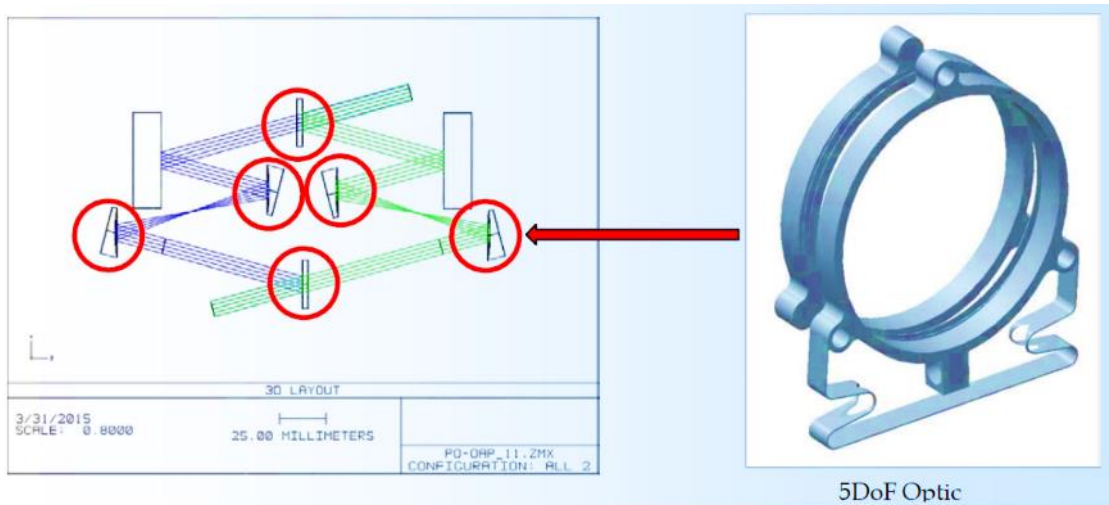 3D LAYOUT
3/31/2015
SCALE: 0.8000
25.00 MILLIMETERS
PO-OAP_11.ZMX
CONFIGURATION: ALL 2
5DoF Optic